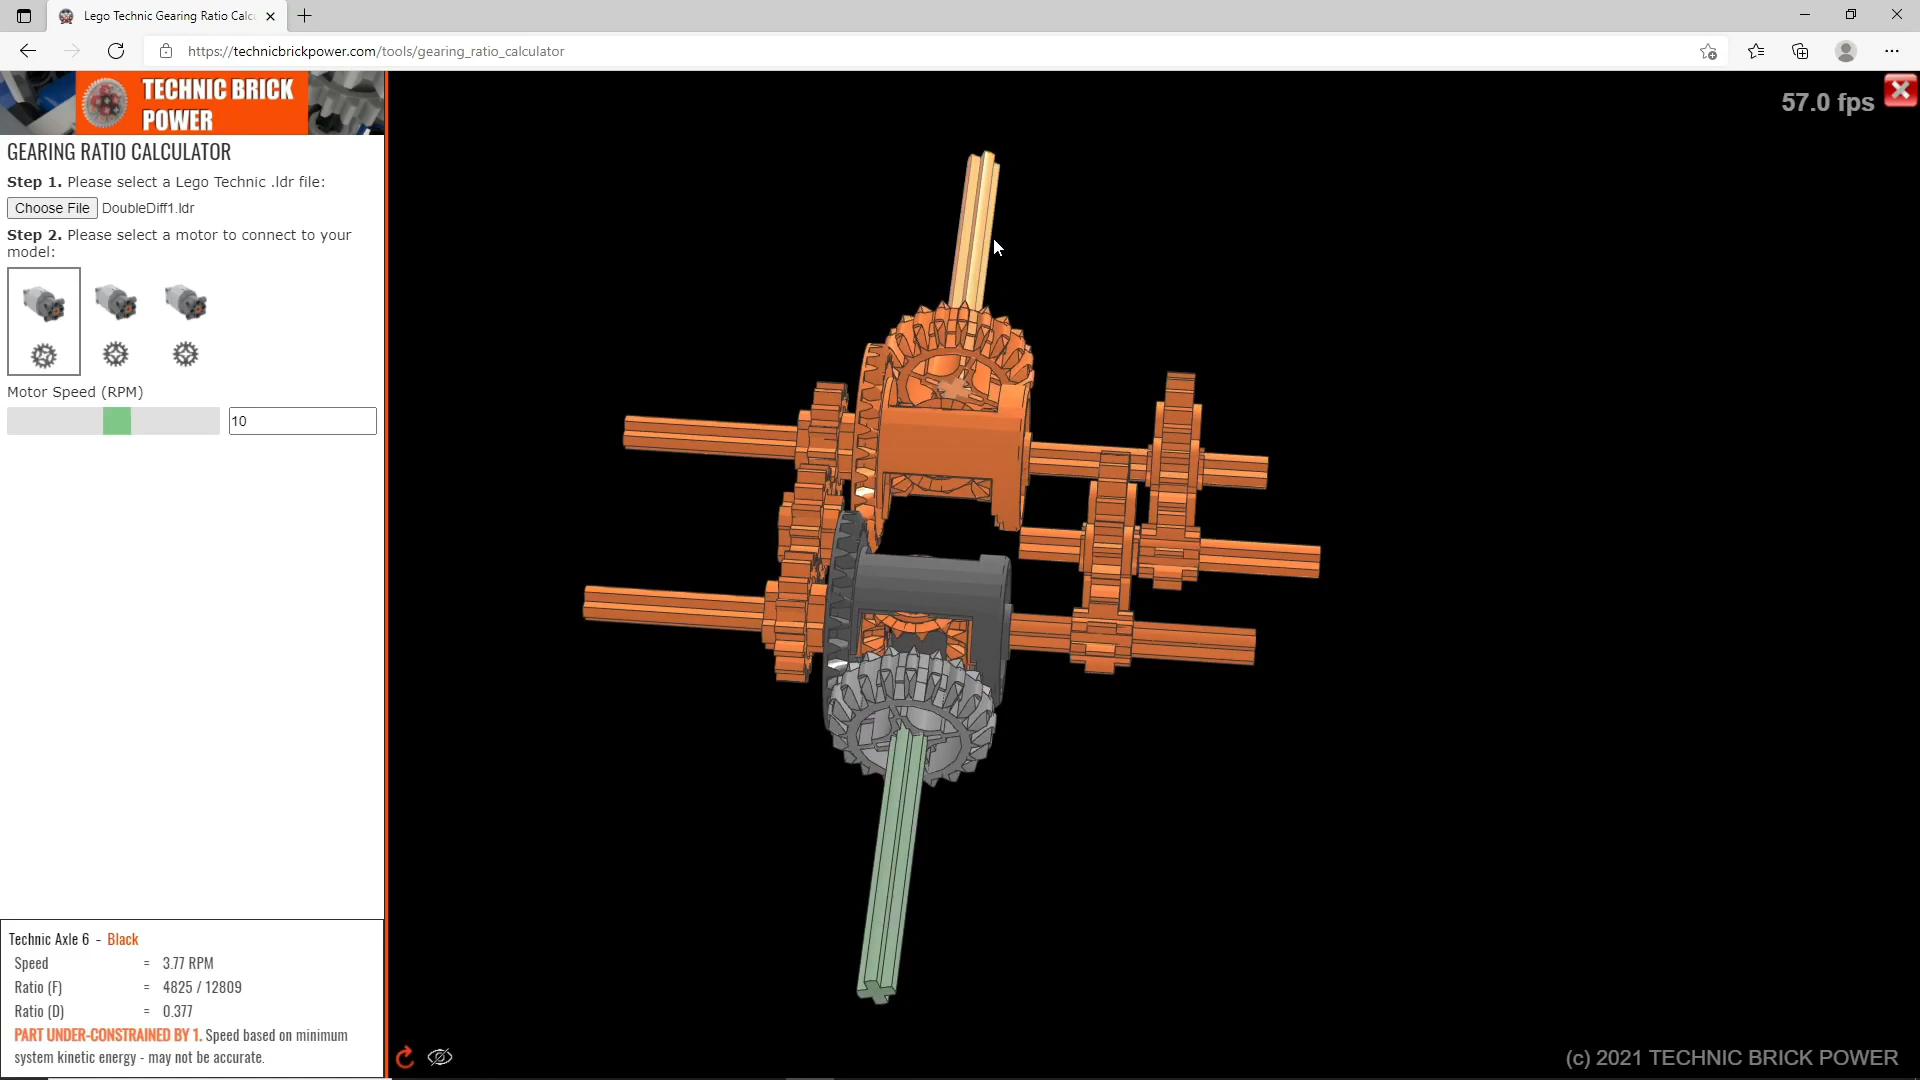 Lego Technic Gearing Ratio Calc
https://technicbrickpower.com/tools/gearing_ratio_calculator
TECHNIC BRICK
POWER
GEARING RATIO CALCULATOR
Step 1. Please select a Lego Technic .ldr file:
Choose File DoubleDiff1.ldr
Step 2. Please select a motor to connect to your
model:
Motor Speed (RPM)
10
57.0 fps
Technic Axle 6 - Black
Speed = 3.77 RPM
Ratio (F) = 4825 / 12809
Ratio (D) = 0.377
PART UNDER-CONSTRAINED BY 1. Speed based on minimum
system kinetic energy - may not be accurate.
(c) 2021 TECHNIC BRICK POWER